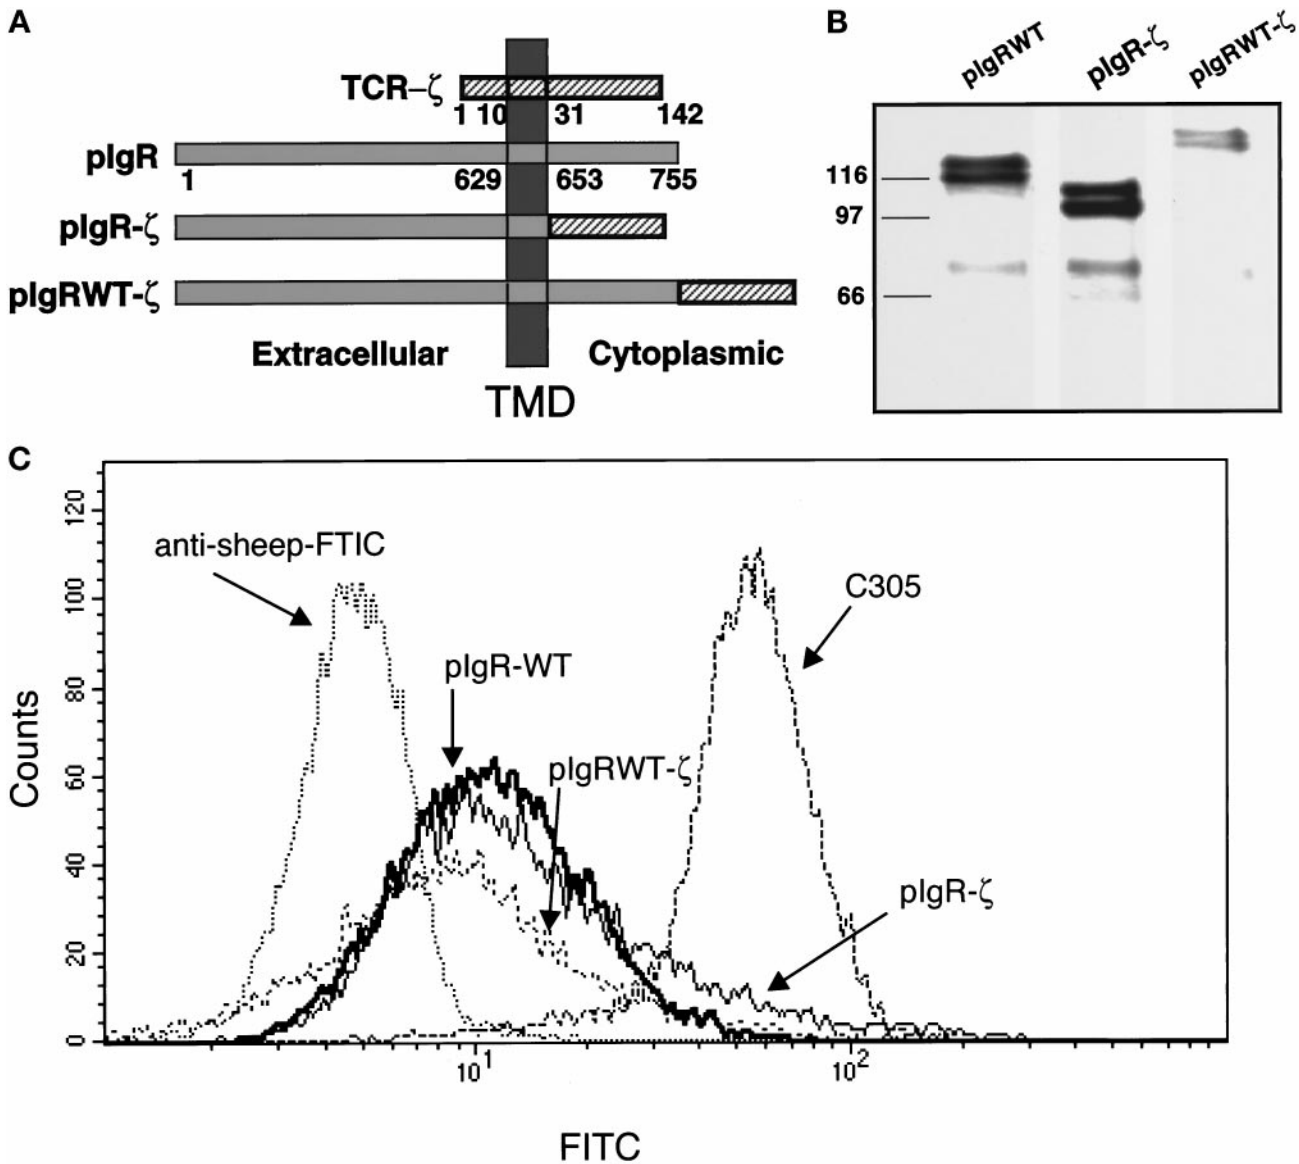 A
TCR–ζ
1 10 31 142
pIgR
1 629 653 755
pIgR-ζ
pIgRWT-ζ
Extracellular Cytoplasmic
TMD
B
pIgRWT pIgR-ζ pIgRWT-ζ
116
97
66
C
anti-sheep-FTIC
C305
pIgR-WT
pIgRWT-ζ
pIgR-ζ
Counts
120
100
80
60
40
20
0
10¹ 10²
FITC